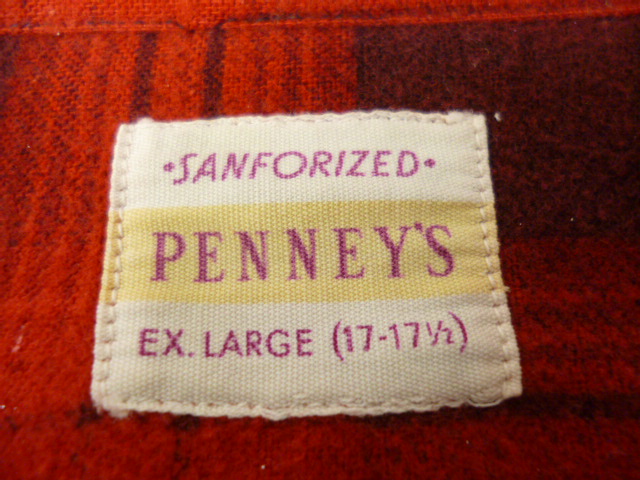 •SANFORIZED•
PENNEY'S
EX. LARGE (17-17½)